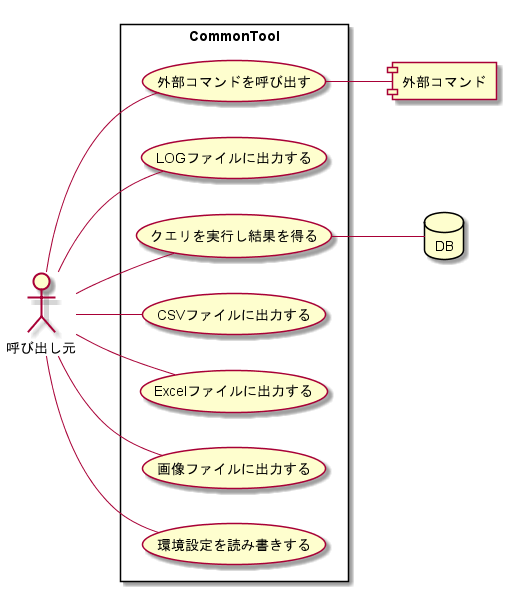 CommonTool
外部コマンドを呼び出す
外部コマンド
LOGファイルに出力する
クエリを実行し結果を得る
DB
CSVファイルに出力する
呼び出し元
Excelファイルに出力する
画像ファイルに出力する
環境設定を読み書きする